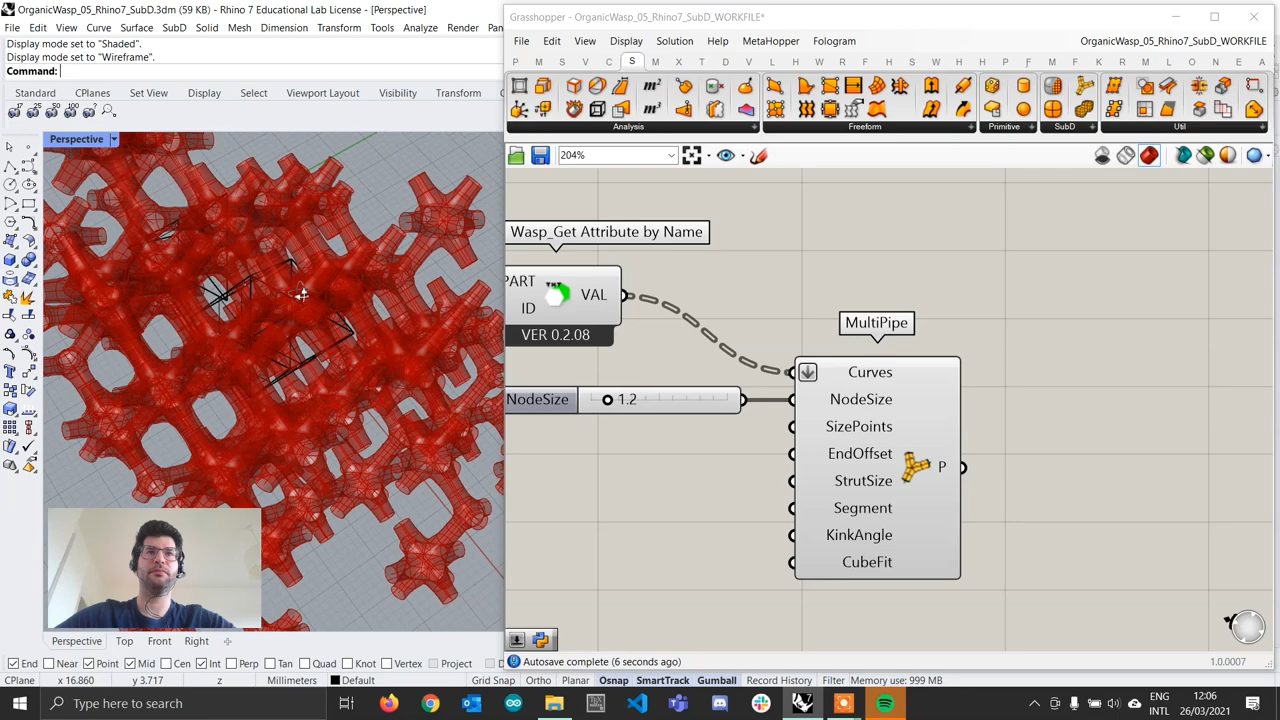 OrganicWasp_05_Rhino7_SubD.3dm (59 KB) - Rhino 7 Educational Lab License - [Perspective]
File Edit View Curve Surface SubD Solid Mesh Dimension Transform Tools Analyze Render Pan
Display mode set to "Shaded".
Display mode set to "Wireframe".
Command:
Standard CPlanes Set View Display Select Viewport Layout Visibility Transform
Perspective
Grasshopper - OrganicWasp_05_Rhino7_SubD_WORKFILE*
File Edit View Display Solution Help MetaHopper Fologram OrganicWasp_05_Rhino7_SubD_WORKFILE
P M S V S M I S T X D V L K H W R F H S W E A
Analysis Freeform Primitive SubD Util
204%
Wasp_Get Attribute by Name
PART
ID
VAL
VER 0.2.08
NodeSize 1.2
MultiPipe
Curves
NodeSize
SizePoints
EndOffset
StrutSize
Segment
KinkAngle
CubeFit
P
Perspective Top Front Right
Autosave complete (6 seconds ago) 1.0.0007
End Near Point Mid Cen Int Perp Tan Quad Knot Vertex Project
CPlane x 16.860 y 3.717 z Millimeters Default Grid Snap Ortho Planar Osnap SmartTrack Gumball Record History Filter Memory use: 999 MB
Type here to search
ENG
INTL
12:06
26/03/2021